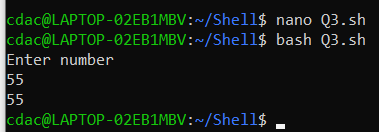 cdac@LAPTOP-02EB1MBV:~/Shell$ nano Q3.sh
cdac@LAPTOP-02EB1MBV:~/Shell$ bash Q3.sh
Enter number
55
55
cdac@LAPTOP-02EB1MBV:~/Shell$